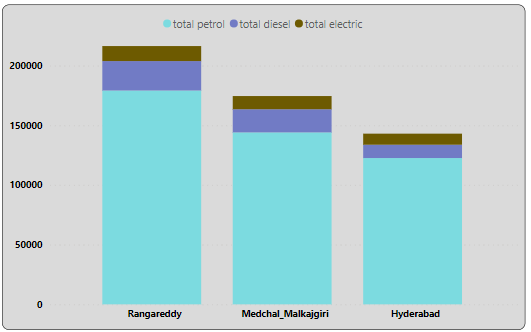 total petrol total diesel total electric
200000
150000
100000
50000
0
Rangareddy Medchal_Malkajgiri Hyderabad